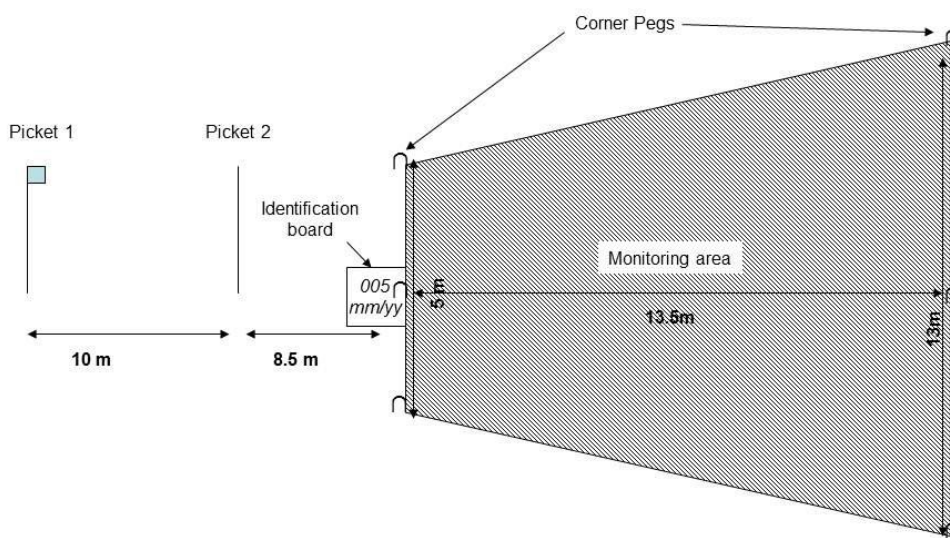 Corner Pegs
Picket 1
Picket 2
Identification
board
005
mm/yy
Monitoring area
5 m
13.5m
13m
10 m
8.5 m